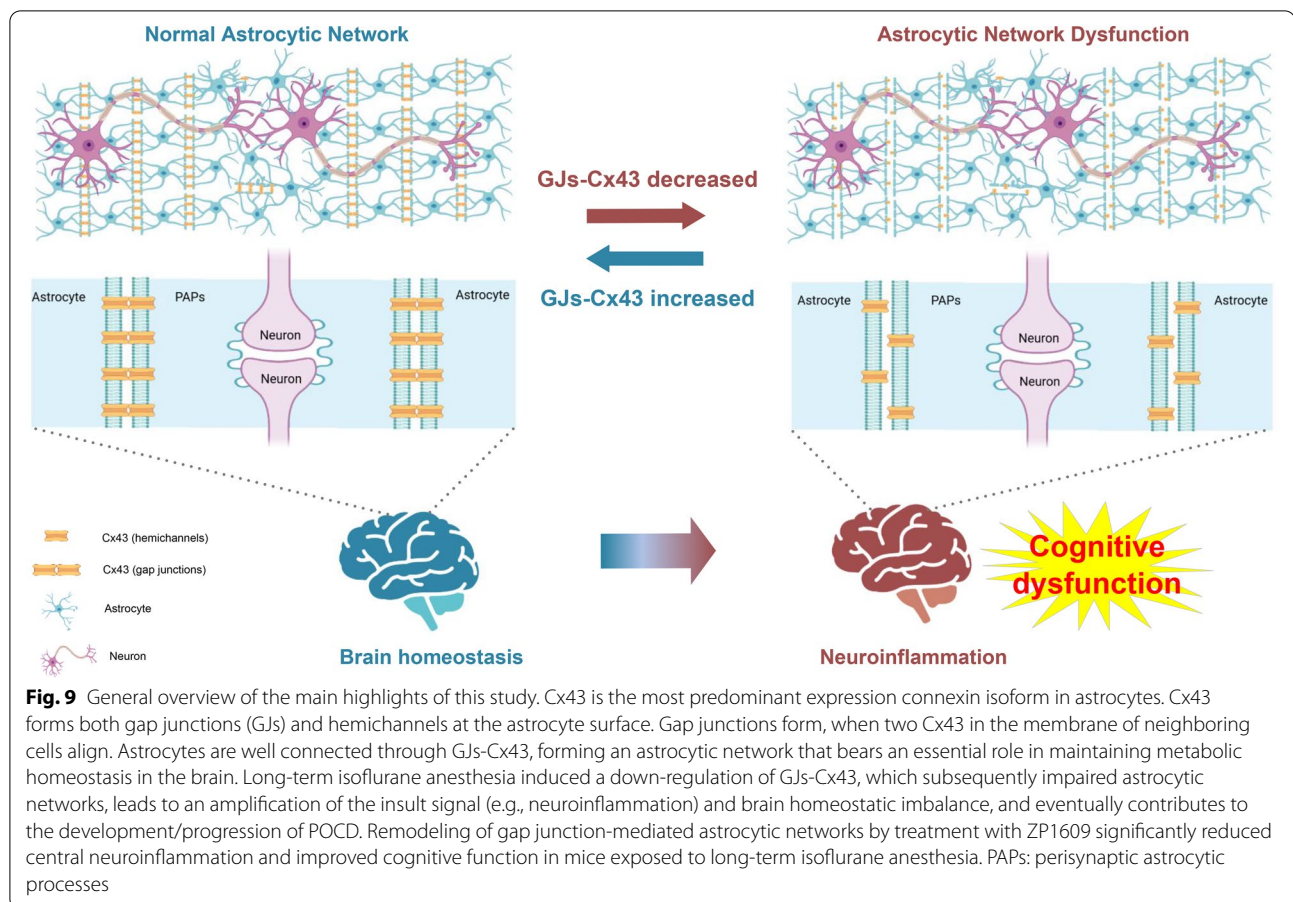 Normal Astrocytic Network
Astrocytic Network Dysfunction
GJs-Cx43 decreased
GJs-Cx43 increased
Astrocyte
PAPs
Astrocyte
Neuron
Neuron
Astrocyte
PAPs
Astrocyte
Neuron
Neuron
Cx43 (hemichannels)
Cx43 (gap junctions)
Astrocyte
Neuron
Brain homeostasis
Neuroinflammation
Cognitive
dysfunction
Fig. 9 General overview of the main highlights of this study. Cx43 is the most predominant expression connexin isoform in astrocytes. Cx43
forms both gap junctions (GJs) and hemichannels at the astrocyte surface. Gap junctions form, when two Cx43 in the membrane of neighboring
cells align. Astrocytes are well connected through GJs-Cx43, forming an astrocytic network that bears an essential role in maintaining metabolic
homeostasis in the brain. Long-term isoflurane anesthesia induced a down-regulation of GJs-Cx43, which subsequently impaired astrocytic
networks, leads to an amplification of the insult signal (e.g., neuroinflammation) and brain homeostatic imbalance, and eventually contributes to
the development/progression of POCD. Remodeling of gap junction-mediated astrocytic networks by treatment with ZP1609 significantly reduced
central neuroinflammation and improved cognitive function in mice exposed to long-term isoflurane anesthesia. PAPs: perisynaptic astrocytic
processes